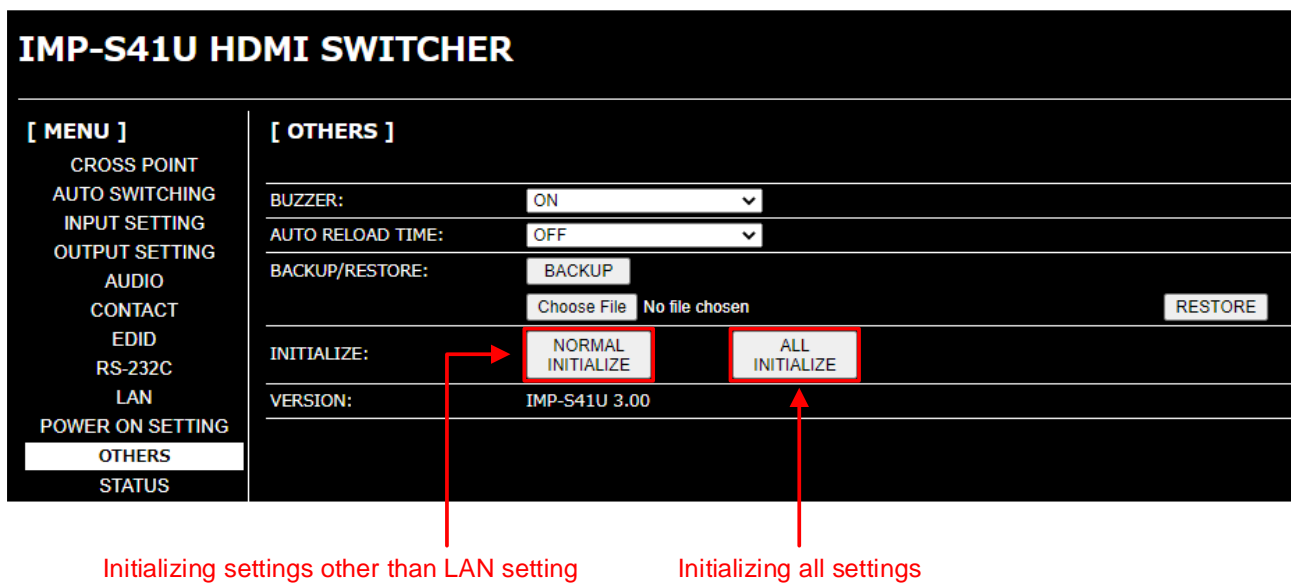 IMP-S41U HDMI SWITCHER
[ MENU ]
CROSS POINT
AUTO SWITCHING
INPUT SETTING
OUTPUT SETTING
AUDIO
CONTACT
EDID
RS-232C
LAN
POWER ON SETTING
OTHERS
STATUS
[ OTHERS ]
BUZZER: ON
AUTO RELOAD TIME: OFF
BACKUP/RESTORE: BACKUP
Choose File No file chosen RESTORE
INITIALIZE: NORMAL INITIALIZE ALL INITIALIZE
VERSION: IMP-S41U 3.00
Initializing settings other than LAN setting
Initializing all settings